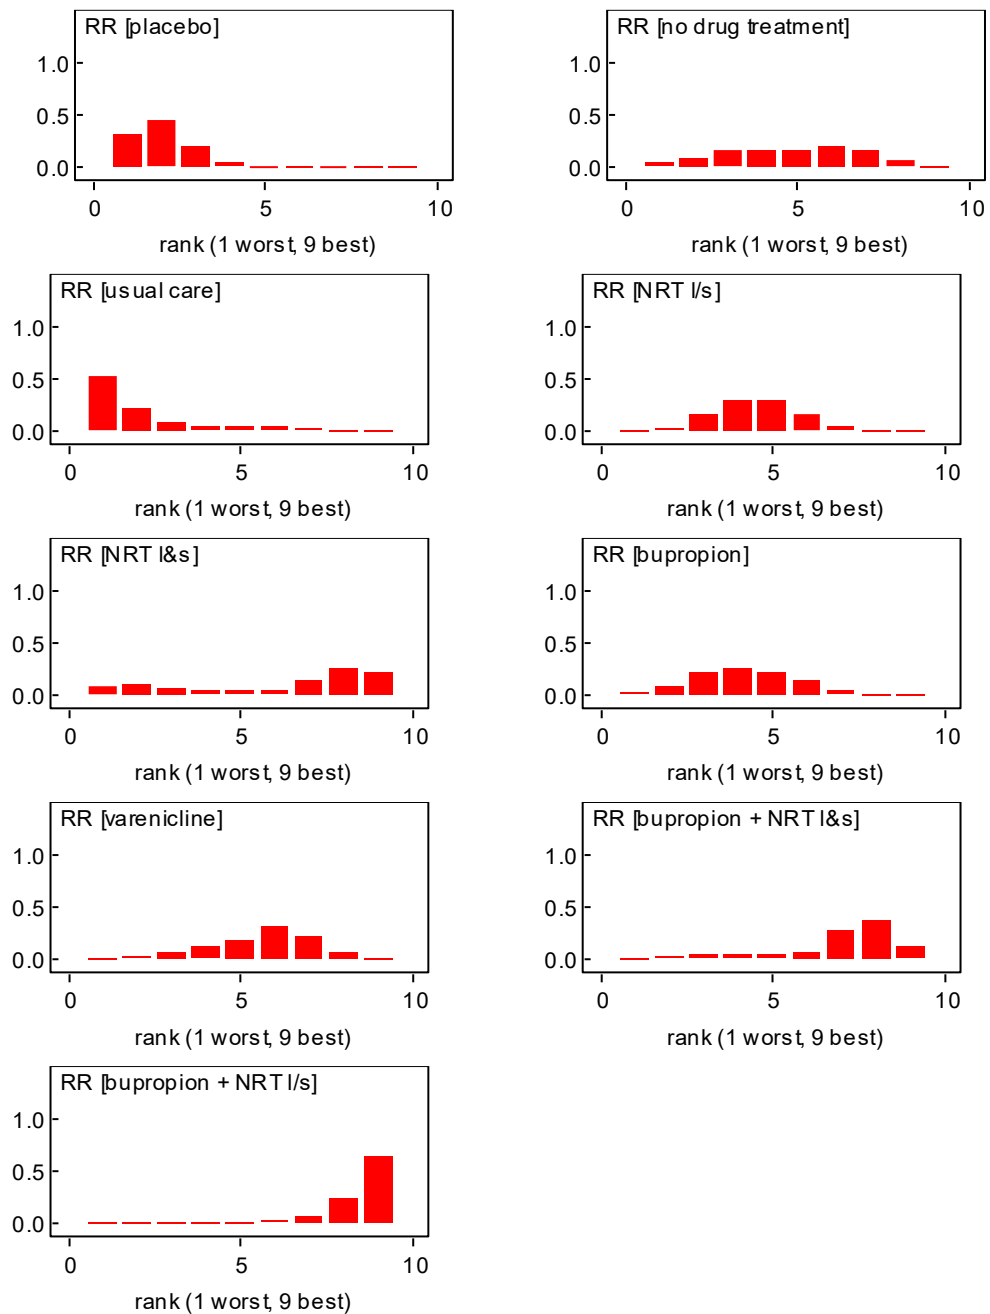 RR [placebo]
1.0
0.5
0.0
0 5 10
rank (1 worst, 9 best)
RR [no drug treatment]
1.0
0.5
0.0
0 5 10
rank (1 worst, 9 best)
RR [usual care]
1.0
0.5
0.0
0 5 10
rank (1 worst, 9 best)
RR [NRT l/s]
1.0
0.5
0.0
0 5 10
rank (1 worst, 9 best)
RR [NRT l&s]
1.0
0.5
0.0
0 5 10
rank (1 worst, 9 best)
RR [bupropion]
1.0
0.5
0.0
0 5 10
rank (1 worst, 9 best)
RR [varenicline]
1.0
0.5
0.0
0 5 10
rank (1 worst, 9 best)
RR [bupropion + NRT l&s]
1.0
0.5
0.0
0 5 10
rank (1 worst, 9 best)
RR [bupropion + NRT l/s]
1.0
0.5
0.0
0 5 10
rank (1 worst, 9 best)